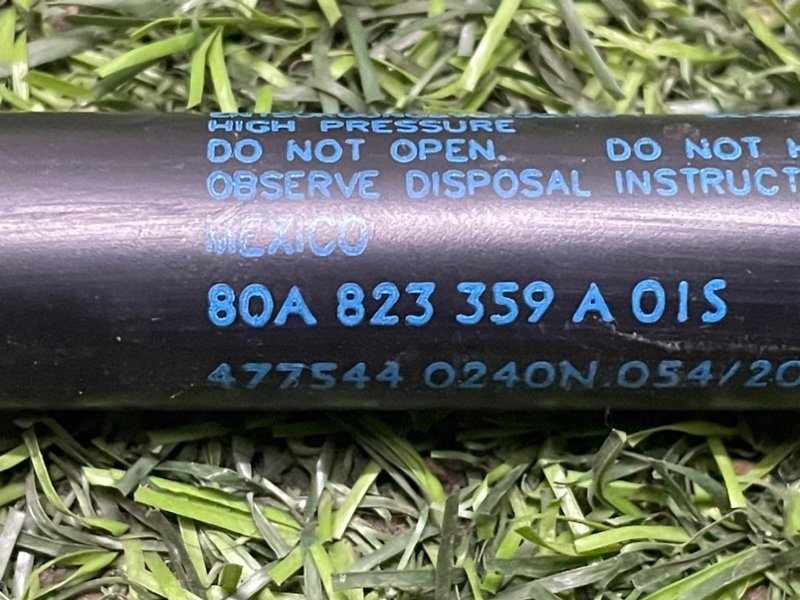 HIGH PRESSURE
DO NOT OPEN. DO NOT
OBSERVE DISPOSAL INSTRUCT
MEXICO
80A 823 359 A 01S
477544 0240N 054/20